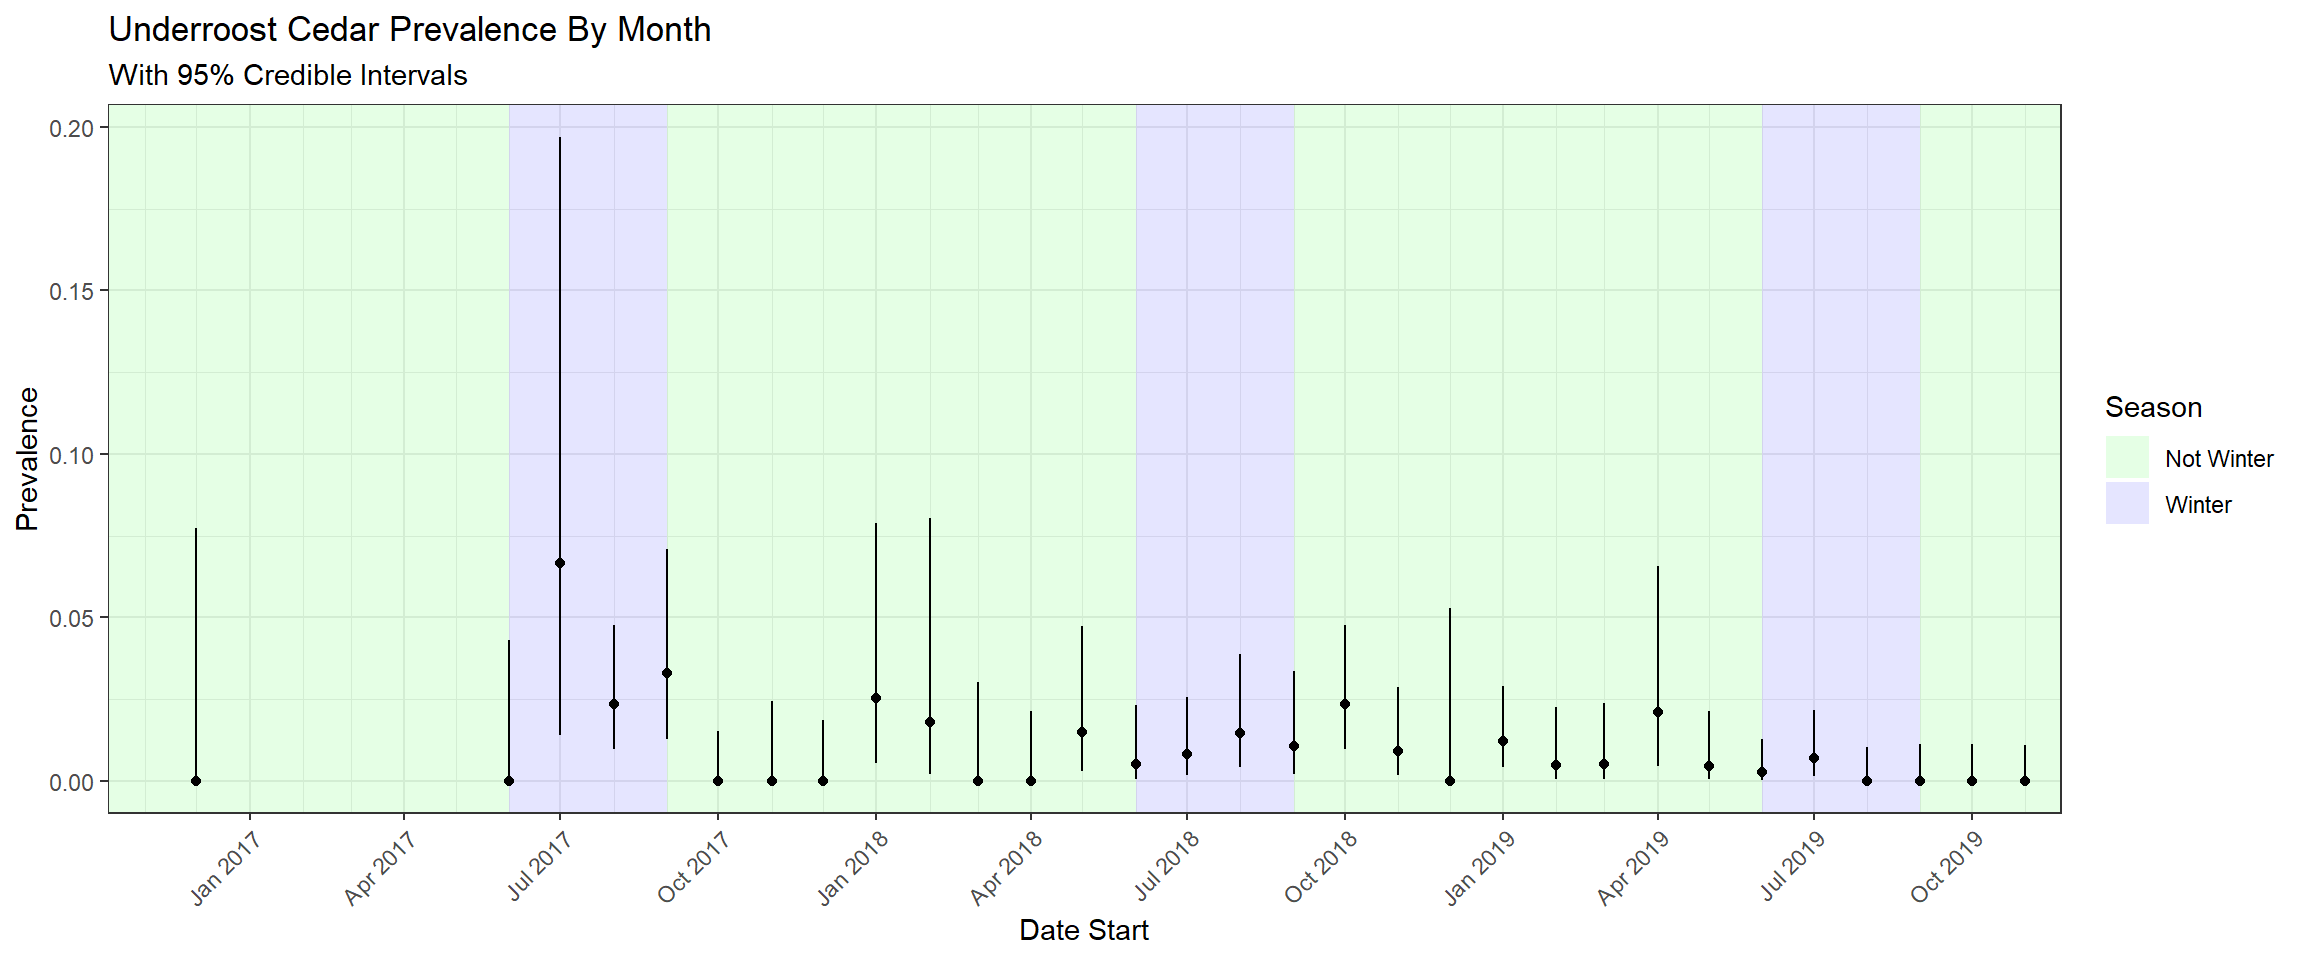 Underroost Cedar Prevalence By Month
With 95% Credible Intervals
Prevalence
0.20
0.15
0.10
0.05
0.00
Jan 2017
Apr 2017
Jul 2017
Oct 2017
Jan 2018
Apr 2018
Jul 2018
Oct 2018
Jan 2019
Apr 2019
Jul 2019
Oct 2019
Date Start
Season
Not Winter
Winter